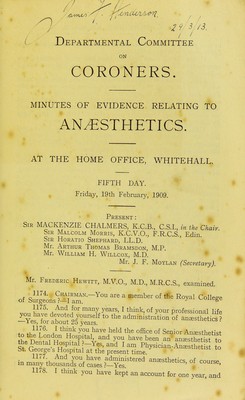 James F. Henderson
24/3/13.
DEPARTMENTAL COMMITTEE
ON
CORONERS.
MINUTES OF EVIDENCE RELATING TO
ANÆSTHETICS.
AT THE HOME OFFICE, WHITEHALL.
FIFTH DAY.
Friday, 19th February, 1909.
PRESENT:
SIR MACKENZIE CHALMERS, K.C.B., C.S.I., in the Chair.
SIR MALCOLM MORRIS, K.C.V.O., F.R.C.S., Edin.
SIR HORATIO SHEPHARD, LL.D.
MR. ARTHUR THOMAS BRAMSDON, M.P.
MR. WILLIAM H. WILLCOX, M.D.
MR. J. F. MOYLAN (Secretary).
MR. FREDERIC HEWITT, M.V.O., M.D., M.R.C.S., examined.
1174. CHAIRMAN.—You are a member of the Royal College
of Surgeons?—I am.
1175. And for many years, I think, of your professional life
you have devoted yourself to the administration of anæsthetics?
—Yes, for about 25 years.
1176. I think you have held the office of Senior Anæsthetist
to the London Hospital, and you have been an anæsthetist to
the Dental Hospital?—Yes, and I am Physician-Anæsthetist to
St. George's Hospital at the present time.
1177. And you have administered anæsthetics, of course,
in many thousands of cases?—Yes.
1178. I think you have kept an account for one year, and